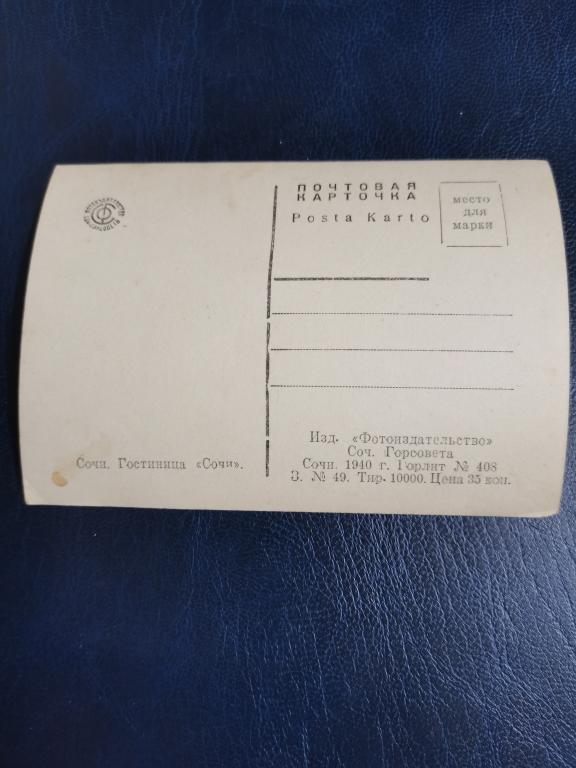 ПОЧТОВАЯ
КАРТОЧКА
Posta Karto
место
для
марки
Сочи. Гостиница «Сочи».
Изд. «Фотоиздательство»
Соч. Горсовета
Сочи. 1940 г. Горлит № 408
З. № 49. Тир. 10000. Цена 35 коп.